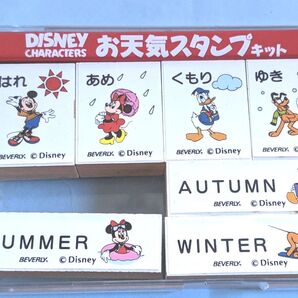 DISNEY
CHARACTERS
お天気スタンプキット
はれ
あめ
くもり
ゆき
BEVERLY. © Disney
BEVERLY. © Disney
BEVERLY. © Disney
BEVERLY. © Disney
AUTUMN
BEVERLY. © Disney
UMMER
BEVERLY. © Disney
WINTER
BEVERLY. © Disney